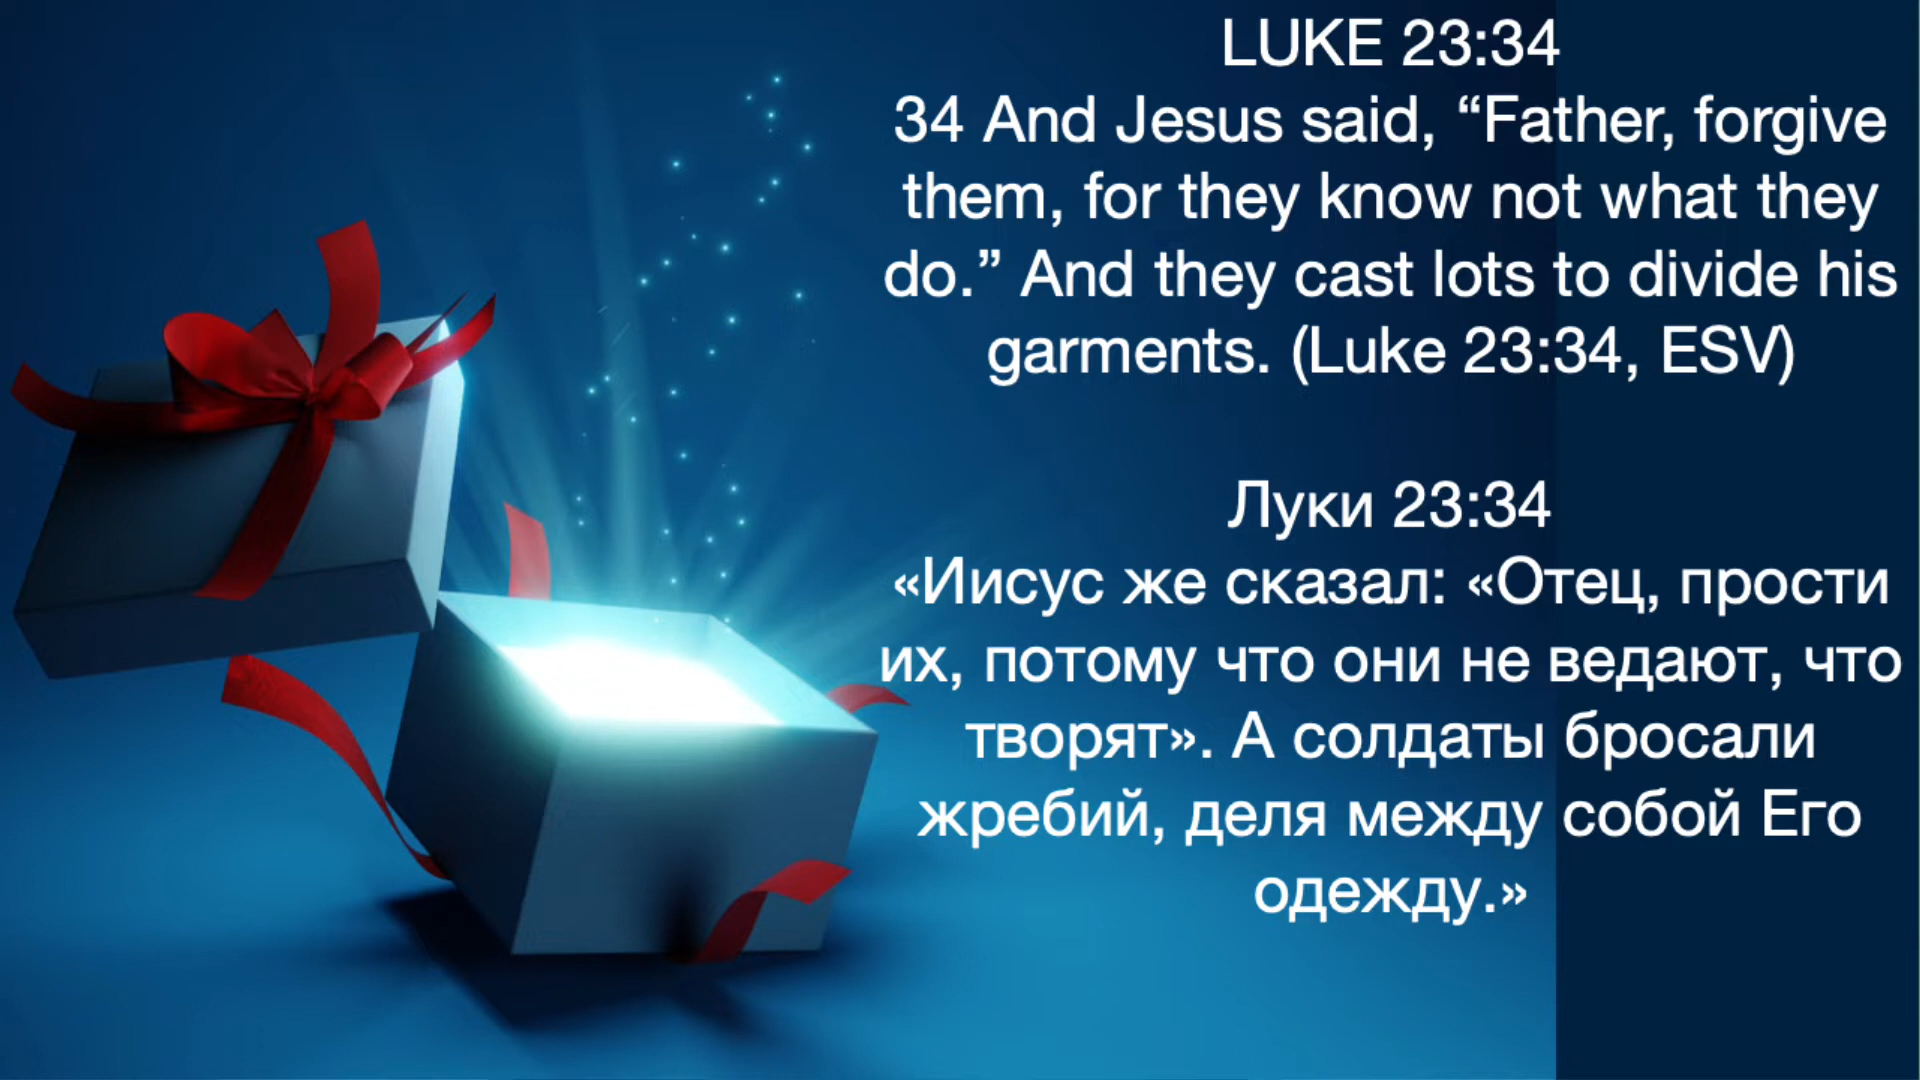 LUKE 23:34
34 And Jesus said, “Father, forgive
them, for they know not what they
do.” And they cast lots to divide his
garments. (Luke 23:34, ESV)
Луки 23:34
«Иисус же сказал: «Отец, прости
их, потому что они не ведают, что
творят». А солдаты бросали
жребий, деля между собой Его
одежду.»